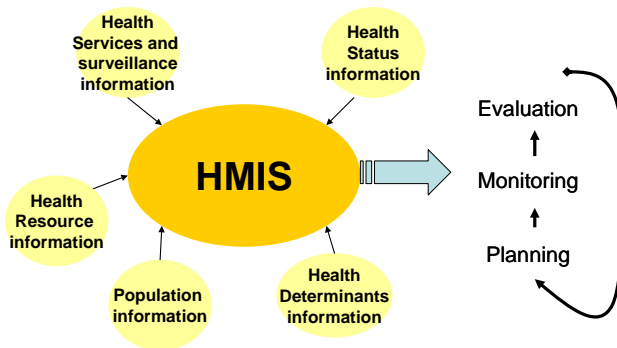 Health
Services and
surveillance
information
Health
Status
information
HMIS
Health
Resource
information
Population
information
Health
Determinants
information
Evaluation
Monitoring
Planning